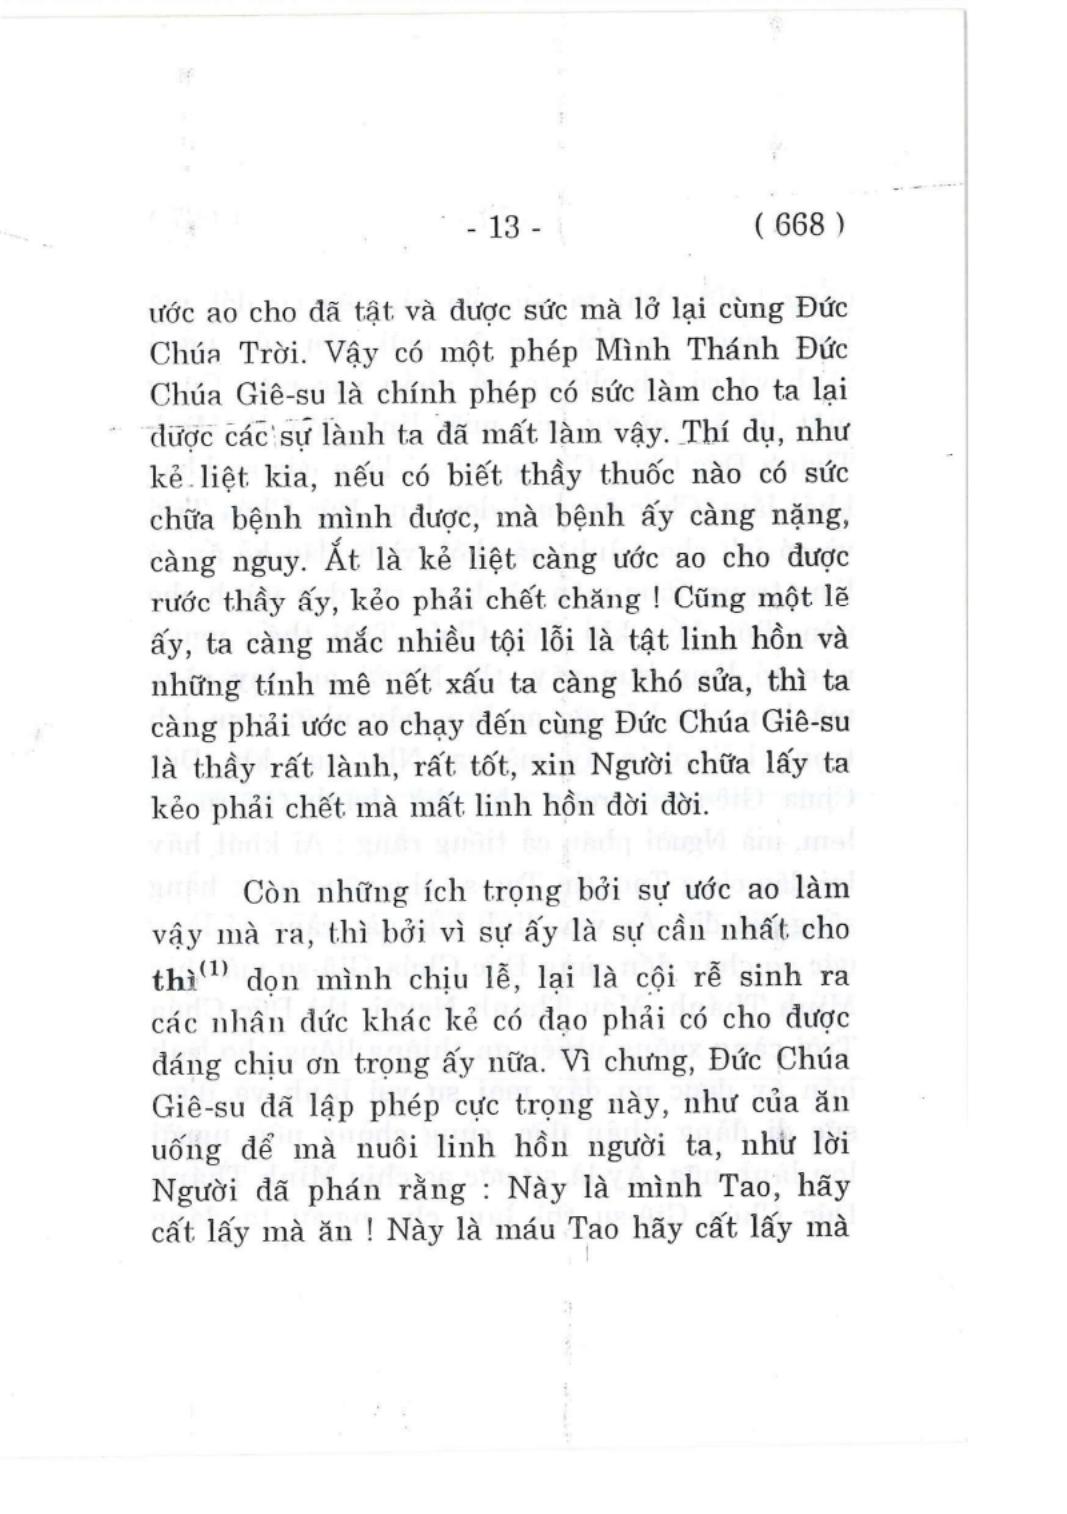 - 13 - ( 668 )
ước ao cho đã tật và được sức mà lở lại cùng Đức
Chúa Trời. Vậy có một phép Mình Thánh Đức
Chúa Giê-su là chính phép có sức làm cho ta lại
được các sự lành ta đã mất làm vậy. Thí dụ, như
kẻ liệt kia, nếu có biết thầy thuốc nào có sức
chữa bệnh mình được, mà bệnh ấy càng nặng,
càng nguy. Ắt là kẻ liệt càng ước ao cho được
rước thầy ấy, kẻo phải chết chăng ! Cũng một lẽ
ấy, ta càng mắc nhiều tội lỗi là tật linh hồn và
những tính mê nết xấu ta càng khó sửa, thì ta
càng phải ước ao chạy đến cùng Đức Chúa Giê-su
là thầy rất lành, rất tốt, xin Người chữa lấy ta
kẻo phải chết mà mất linh hồn đời đời.
Còn những ích trọng bởi sự ước ao làm
vậy mà ra, thì bởi vì sự ấy là sự cần nhất cho
thì(1) dọn mình chịu lễ, lại là cội rễ sinh ra
các nhân đức khác kẻ có đạo phải có cho được
đáng chịu ơn trọng ấy nữa. Vì chưng, Đức Chúa
Giê-su đã lập phép cực trọng này, như của ăn
uống để mà nuôi linh hồn người ta, như lời
Người đã phán rằng : Này là mình Tao, hãy
cất lấy mà ăn ! Này là máu Tao hãy cất lấy mà